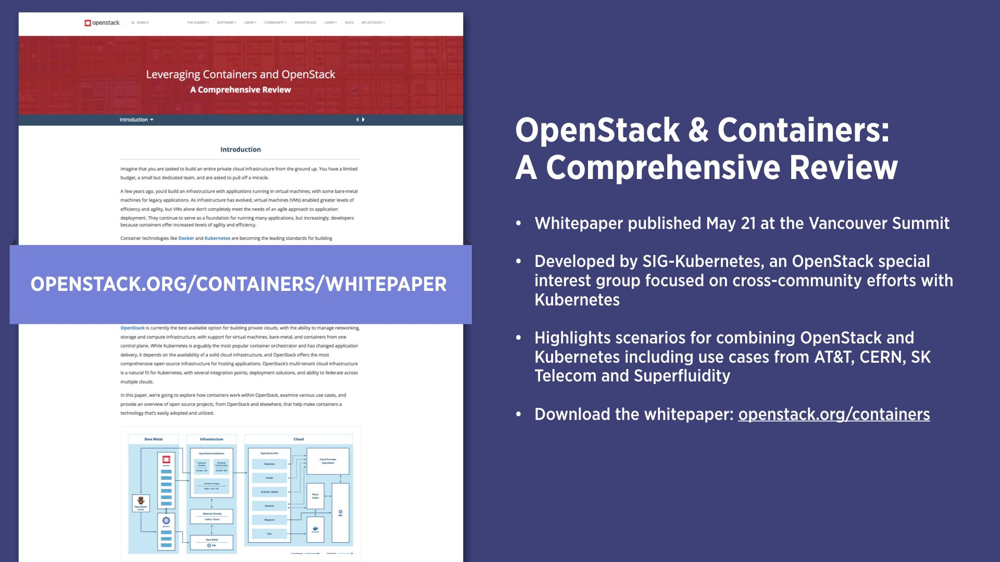 openstack.
SEARCH
THE SUMMIT
SOFTWARE
USERS
COMMUNITY
MARKETPLACE
LEARN
DOCS
MY ACCOUNT
Leveraging Containers and OpenStack
A Comprehensive Review
Introduction
Introduction
Imagine that you are tasked to build an entire private cloud infrastructure from the ground up. You have a limited
budget, a small but dedicated team, and are asked to pull off a miracle.
A few years ago, you'd build an infrastructure with applications running in virtual machines, with some bare-metal
machines for legacy applications. As infrastructure has evolved, virtual machines (VMs) enabled greater levels of
efficiency and agility, but VMs alone don't completely meet the needs of an agile approach to application
deployment. They continue to serve as a foundation for running many applications, but increasingly, developers
because containers offer increased levels of agility and efficiency.
Container technologies like Docker and Kubernetes are becoming the leading standards for building
OPENSTACK.ORG/CONTAINERS/WHITEPAPER
OpenStack is currently the best available option for building private clouds, with the ability to manage networking,
storage and compute infrastructure, with support for virtual machines, bare-metal, and containers from one
control plane. While Kubernetes is arguably the most popular container orchestrator and has changed application
delivery, it depends on the availability of a solid cloud infrastructure, and OpenStack offers the most
comprehensive open source infrastructure for hosting applications. OpenStack's multi-tenant cloud infrastructure
is a natural fit for Kubernetes, with several integration points, deployment solutions, and ability to federate across
multiple clouds.
In this paper, we're going to explore how containers work within OpenStack, examine various use cases, and
provide an overview of open source projects, from OpenStack and elsewhere, that help make containers a
technology that's easily adopted and utilized.
Bare Metal
OpenStack
Ironic
Servers
Servers
Infrastructure
OpenStack Installation
Container
Runtime
Docker / LXC
Container
Orchestration
Ansible / K8s
Container Images
Kolla / Loci / LXC
Network Overlay
Calico / Kuryr
Bare Metal
K8s
Cloud
OpenStack APIs
Keystone
Cinder
Octavia / LBaaS
Neutron
Magnum
Zun
Cloud Provider
OpenStack
Kuryr
Calico
docker
K8s
OpenStack & Containers:
A Comprehensive Review
• Whitepaper published May 21 at the Vancouver Summit
• Developed by SIG-Kubernetes, an OpenStack special
interest group focused on cross-community efforts with
Kubernetes
• Highlights scenarios for combining OpenStack and
Kubernetes including use cases from AT&T, CERN, SK
Telecom and Superfluidity
• Download the whitepaper: openstack.org/containers